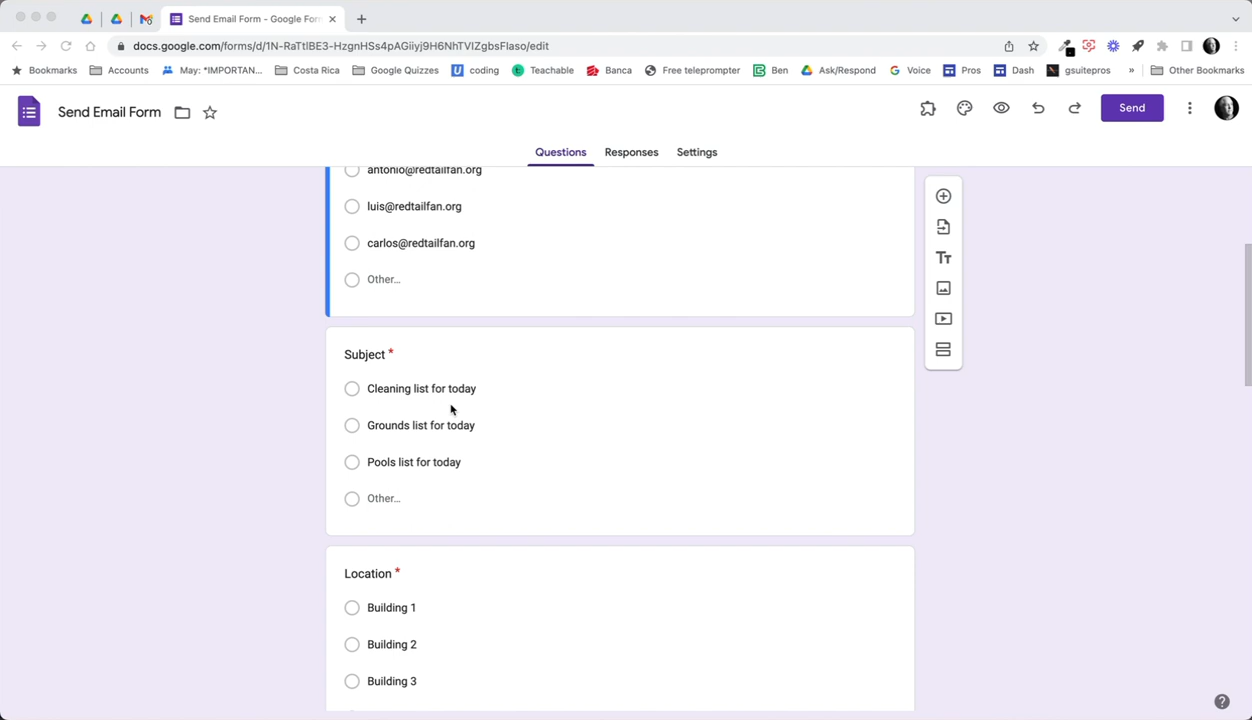 Send Email Form - Google Forn
docs.google.com/forms/d/1N-RaTtlBE3-HzgnHSs4pAGiiyj9H6NhTVIZgbsFlaso/edit
Bookmarks Accounts May: *IMPORTAN... Costa Rica Google Quizzes coding Teachable Banca Free teleprompter Ben Ask/Respond Voice Pros Dash gsuitepros » Other Bookmarks
Send Email Form
Send
Questions Responses Settings
antonio@redtailfan.org
luis@redtailfan.org
carlos@redtailfan.org
Other...
Subject *
Cleaning list for today
Grounds list for today
Pools list for today
Other...
Location *
Building 1
Building 2
Building 3